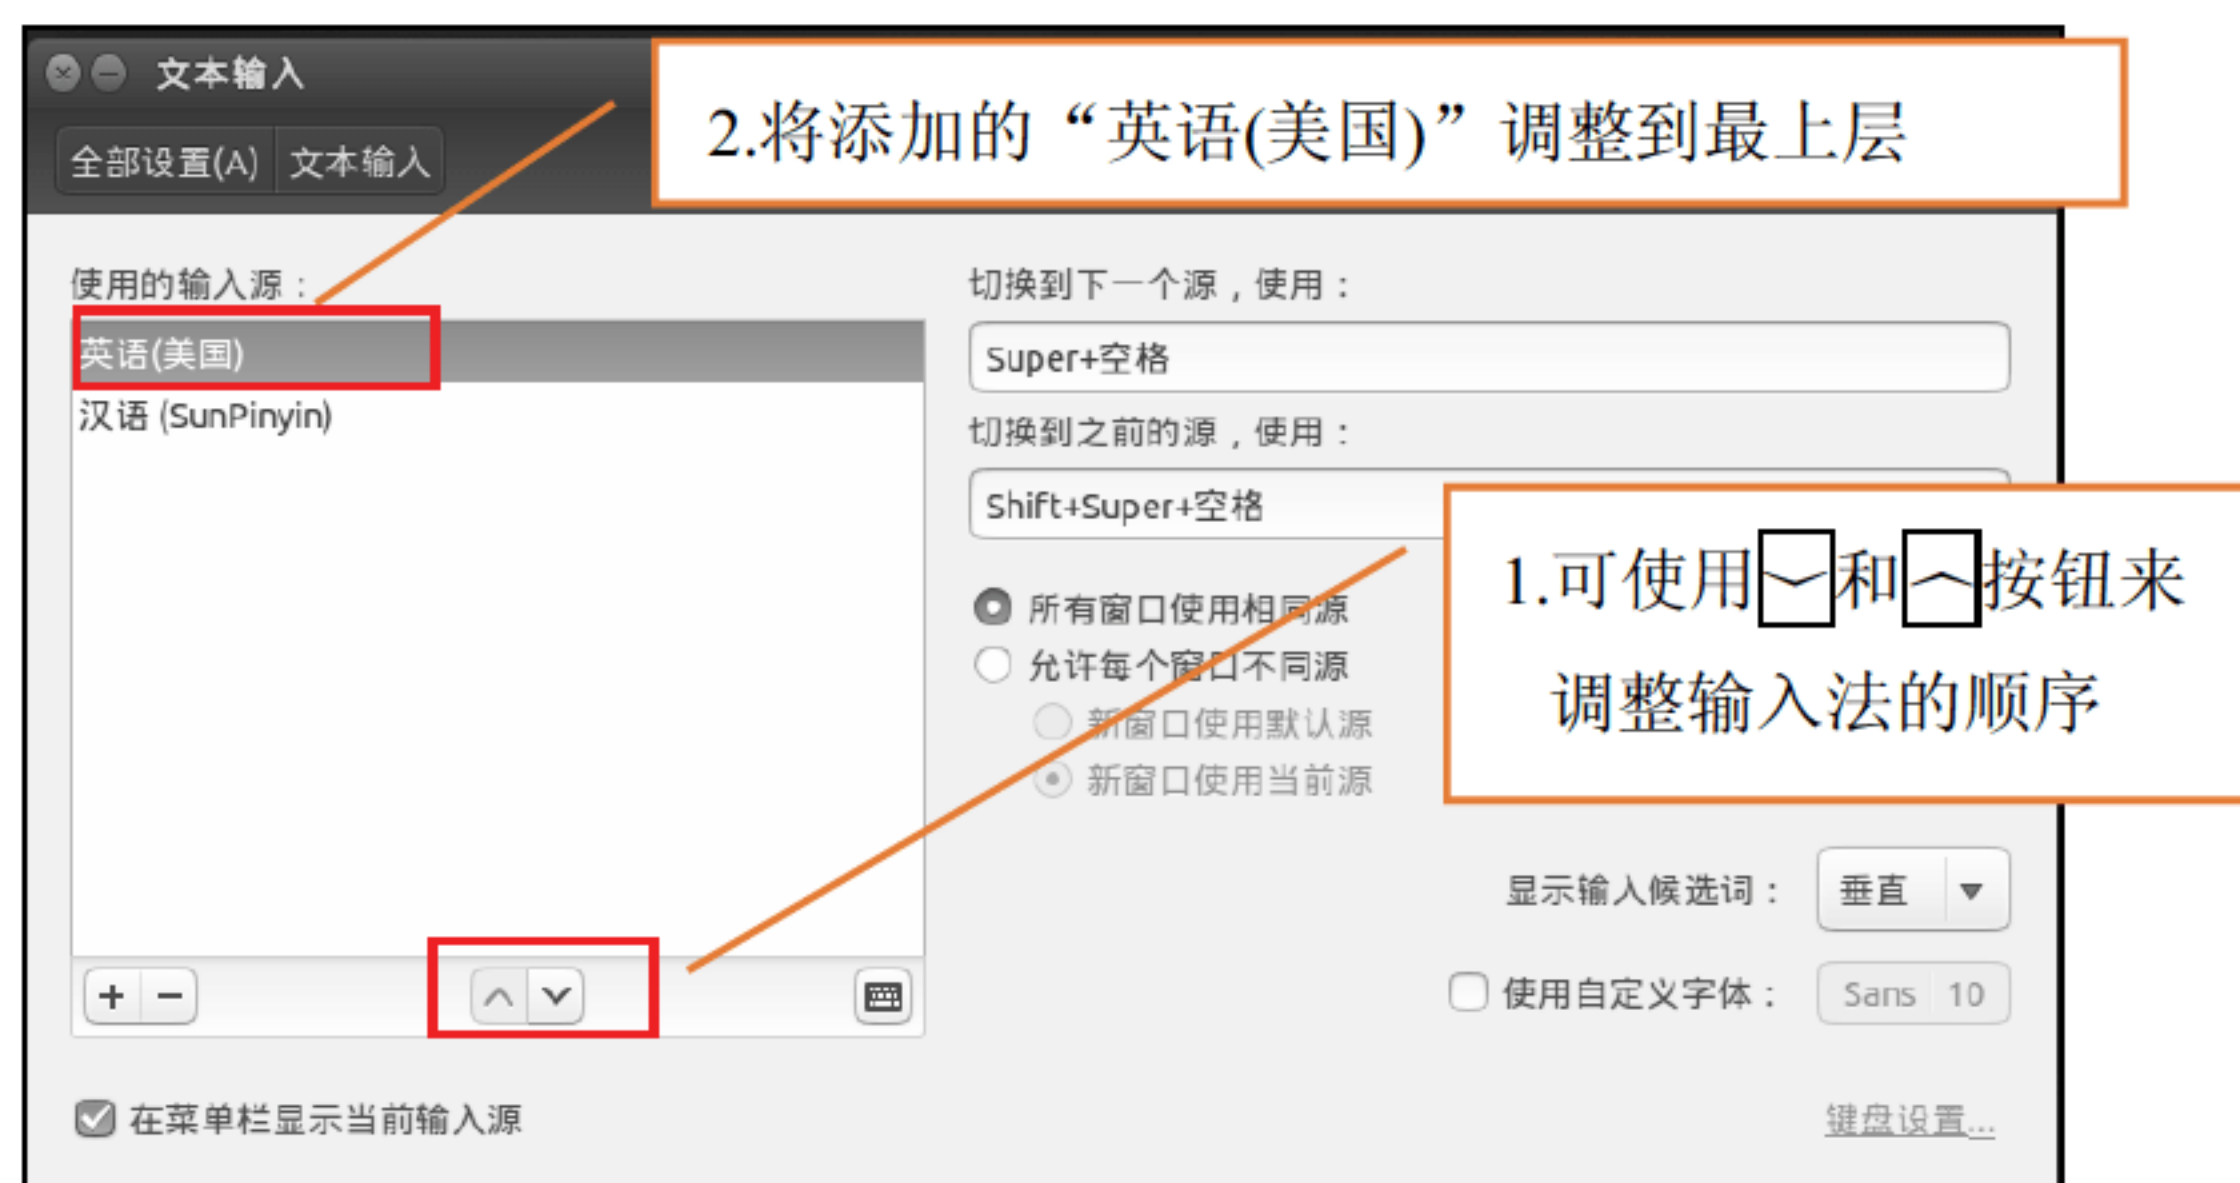 文本输入
2.将添加的“英语(美国)”调整到最上层
全部设置(A) 文本输入
使用的输入源：
英语(美国)
汉语 (SunPinyin)
切换到下一个源，使用：
Super+空格
切换到之前的源，使用：
Shift+Super+空格
1.可使用﹀和︿按钮来
调整输入法的顺序
所有窗口使用相同源
允许每个窗口不同源
新窗口使用默认源
新窗口使用当前源
显示输入候选词： 垂直
使用自定义字体： Sans 10
在菜单栏显示当前输入源
键盘设置...